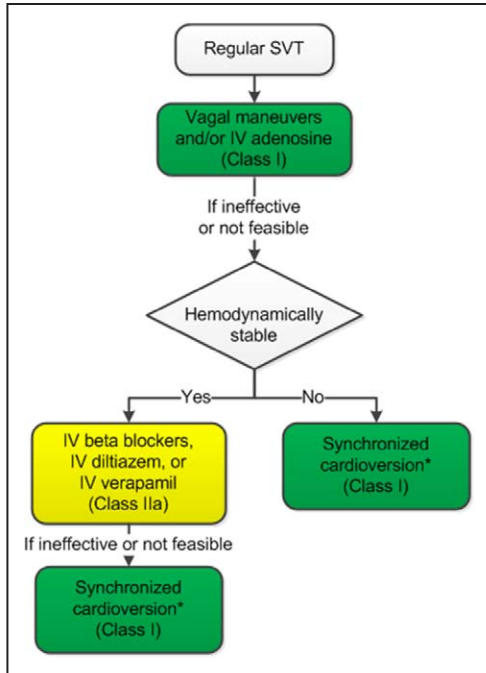 Regular SVT
Vagal maneuvers
and/or IV adenosine
(Class I)
If ineffective
or not feasible
Hemodynamically
stable
Yes
No
IV beta blockers,
IV diltiazem, or
IV verapamil
(Class IIa)
Synchronized
cardioversion*
(Class I)
If ineffective or not feasible
Synchronized
cardioversion*
(Class I)